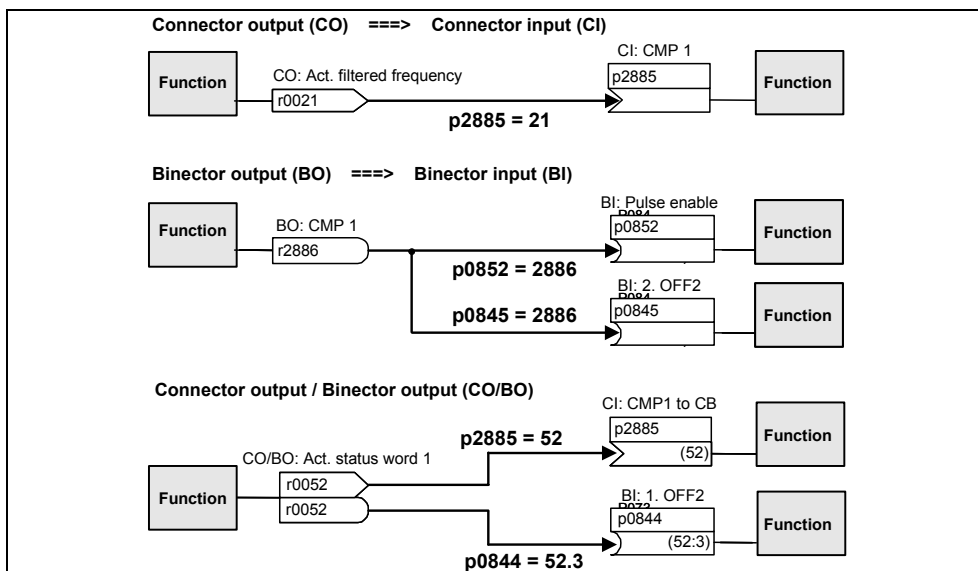 Connector output (CO) ===> Connector input (CI)
CI: CMP 1
Function
CO: Act. filtered frequency
p2885
Function
r0021
p2885 = 21
Binector output (BO) ===> Binector input (BI)
BI: Pulse enable
Function
BO: CMP 1
p0852
Function
r2886
p0852 = 2886
BI: 2. OFF2
p0845 = 2886
p0845
Function
Connector output / Binector output (CO/BO)
CI: CMP1 to CB
p2885 = 52
p2885
Function
(52)
CO/BO: Act. status word 1
Function
r0052
r0052
BI: 1. OFF2
p0844
Function
(52:3)
p0844 = 52.3